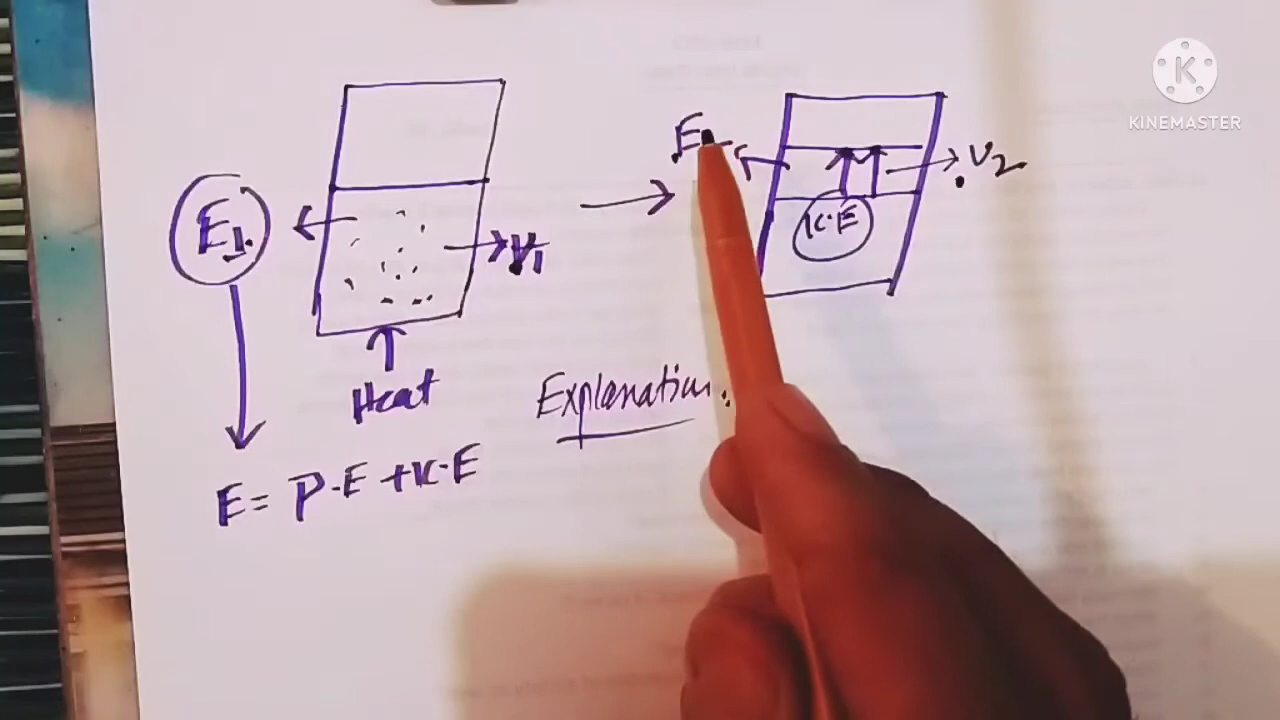 K
KINEMASTER
E
V2
E1.
K.E
V1
Heat
Explanation.
E = P.E + K.E